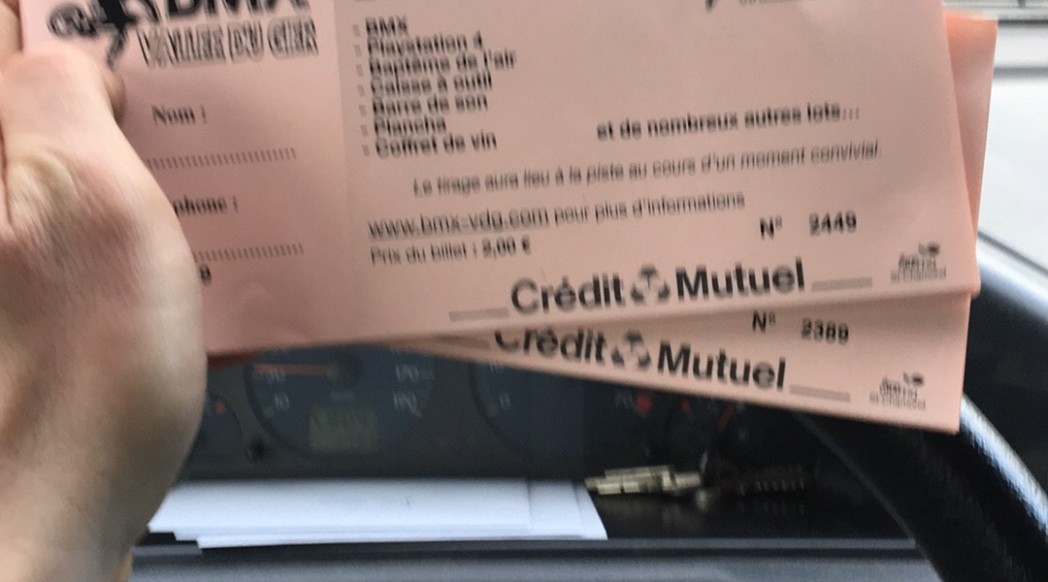 BMX
VALLEE DU GIER
Nom :
phone :
BMX
Playstation 4
Baptême de l'air
Caisse à outil
Barre de son
Plancha
Coffret de vin
et de nombreux autres lots...
Le tirage aura lieu à la piste au cours d'un moment convivial.
www.bmx-vdg.com pour plus d'informations
Prix du billet : 2,00 €
N° 2449
Crédit Mutuel
N° 2389
Crédit Mutuel